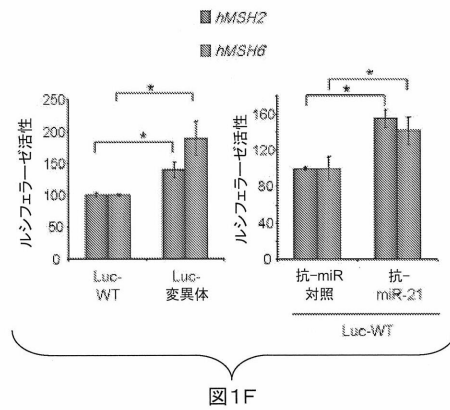 hMSH2
hMSH6
ルシフェラーゼ活性
250
200
150
100
50
0
*
*
Luc-
WT
Luc-
変異体
ルシフェラーゼ活性
160
120
80
40
0
*
*
抗-miR
対照
抗-
miR-21
Luc-WT
図1F